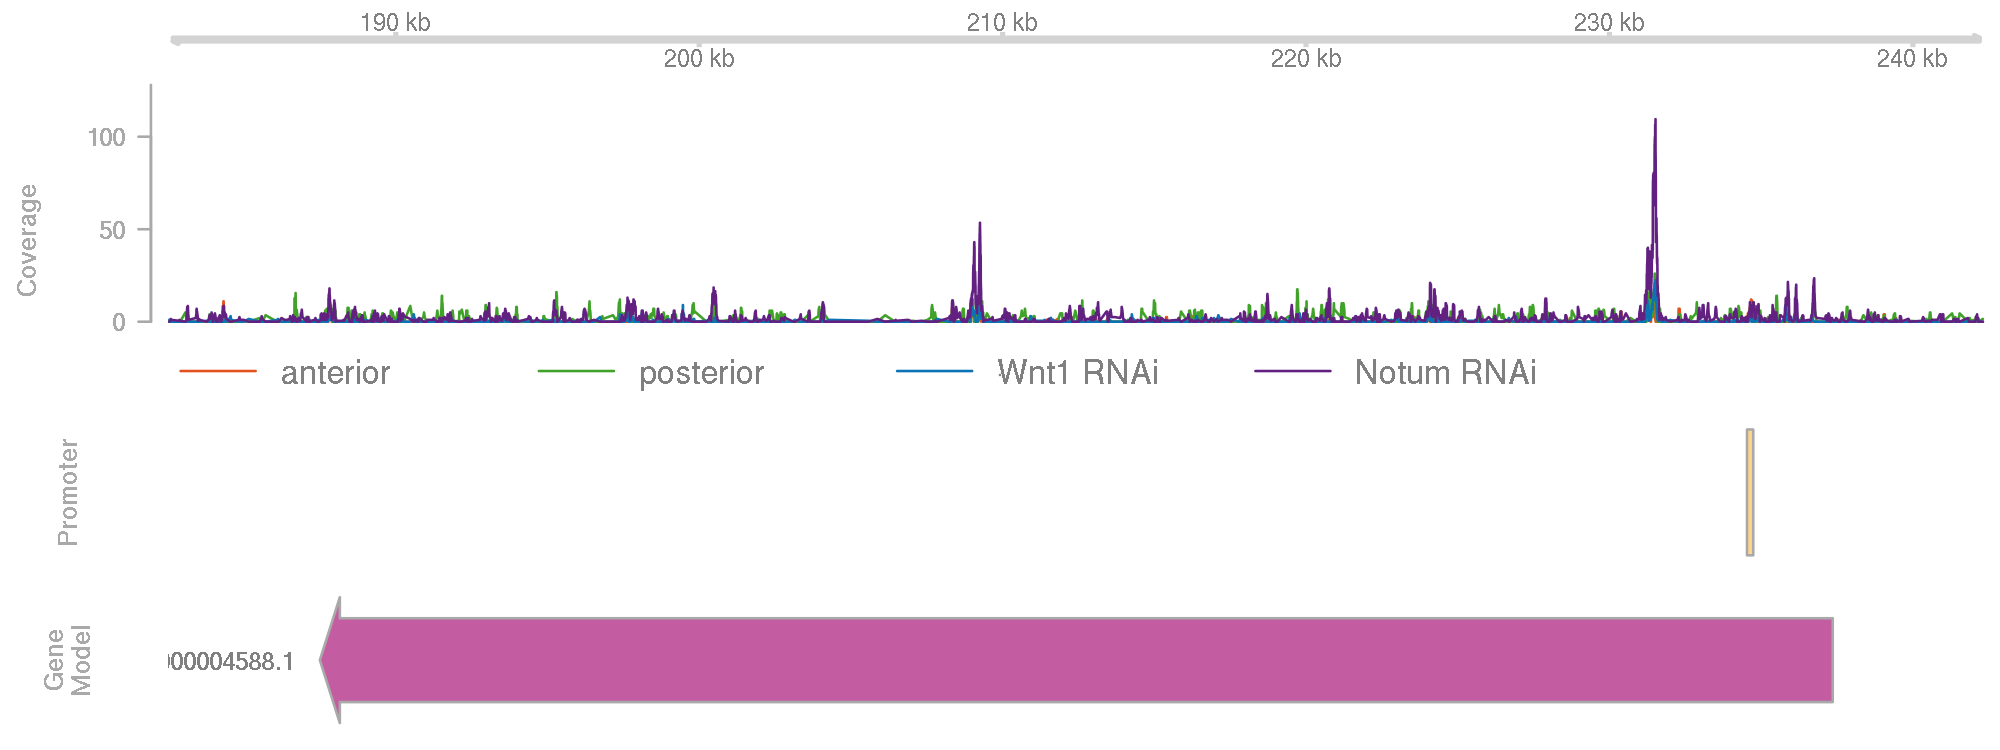 190 kb 210 kb 230 kb
200 kb 220 kb 240 kb
Coverage
100
50
0
anterior posterior Wnt1 RNAi Notum RNAi
Promoter
Gene
Model
00004588.1